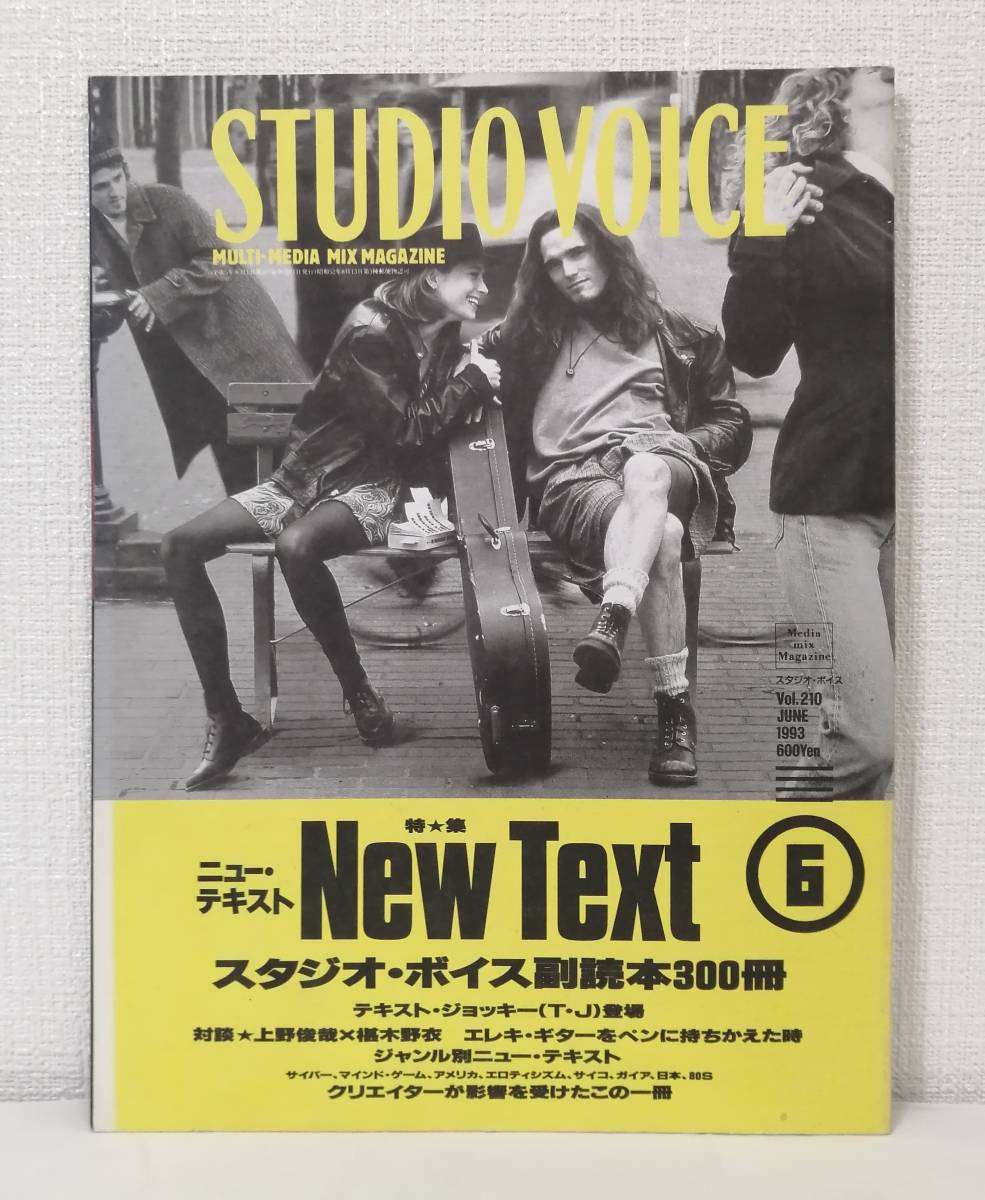 STUDIO VOICE
MULTI-MEDIA MIX MAGAZINE
Media
mix
Magazine
スタジオ・ボイス
Vol.210
JUNE
1993
600Yen
特★集
ニュー・
テキスト
New Text
6
スタジオ・ボイス副読本300冊
テキスト・ジョッキー(T・J)登場
対談★上野俊哉×椹木野衣 エレキ・ギターをペンに持ちかえた時
ジャンル別ニュー・テキスト
サイバー、マインド・ゲーム、アメリカ、エロティシズム、サイコ、ガイア、日本、80S
クリエイターが影響を受けたこの一冊